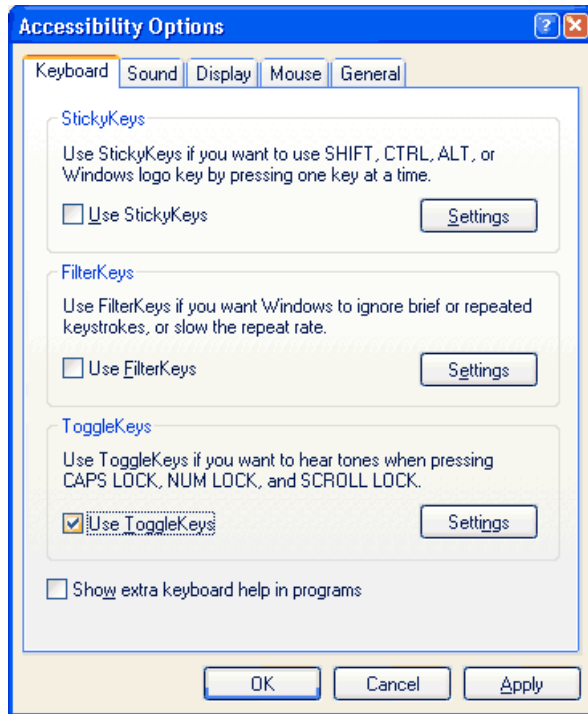 Accessibility Options
Keyboard Sound Display Mouse General
StickyKeys
Use StickyKeys if you want to use SHIFT, CTRL, ALT, or
Windows logo key by pressing one key at a time.
Use StickyKeys Settings
FilterKeys
Use FilterKeys if you want Windows to ignore brief or repeated
keystrokes, or slow the repeat rate.
Use FilterKeys Settings
ToggleKeys
Use ToggleKeys if you want to hear tones when pressing
CAPS LOCK, NUM LOCK, and SCROLL LOCK.
Use ToggleKeys Settings
Show extra keyboard help in programs
OK Cancel Apply